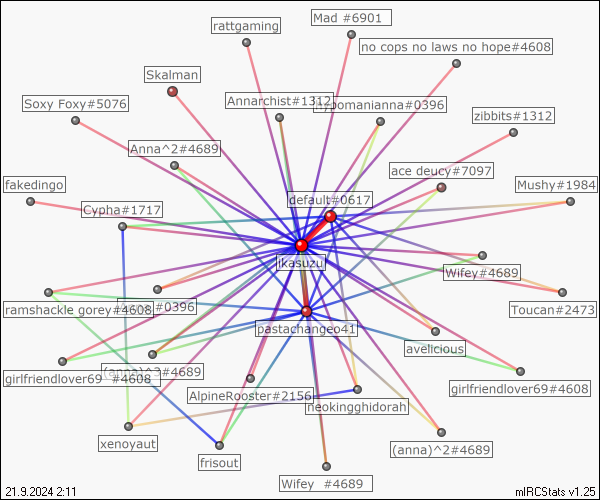 Mad #6901
rattgaming
no cops no laws no hope#4608
Skalman
Soxy Foxy#5076
Annarchist#1312
hypomanianna#0396
zibbits#1312
Anna^2#4689
ace deucy#7097
fakedingo
Mushy#1984
default#0617
Cypha#1717
jkasuzu
Wifey #4689
ramshackle gorey#4608
#0396
Toucan#2473
pastachangeo41
avelicious
(anna)^3#4689
girlfriendlover69 #4608
girlfriendlover69#4608
AlpineRooster#2156
neokingghidorah
xenoyaut
(anna)^2#4689
frisout
Wifey #4689
21.9.2024 2:11
mIRCStats v1.25